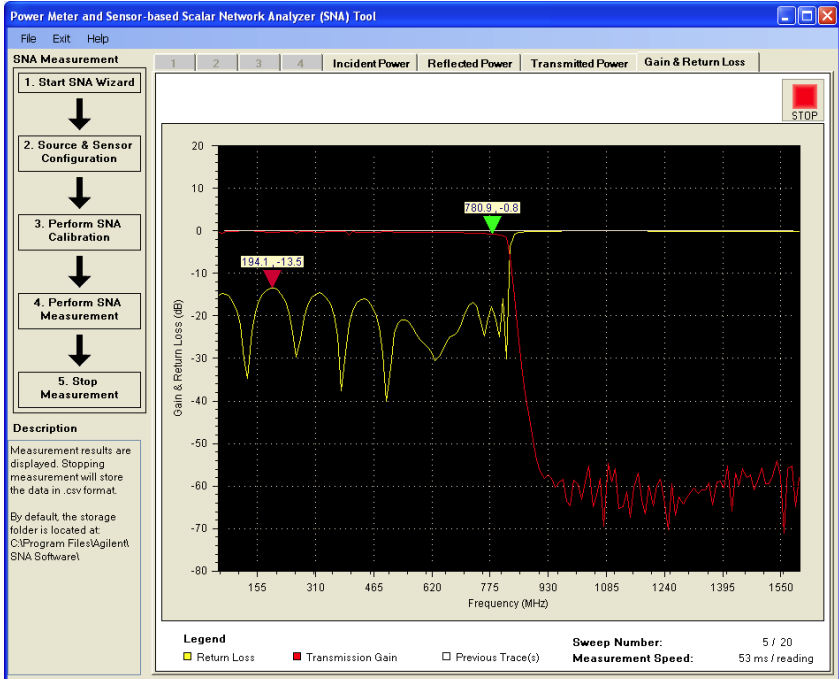 Power Meter and Sensor-based Scalar Network Analyzer (SNA) Tool
File Exit Help
SNA Measurement
1. Start SNA Wizard
2. Source & Sensor
Configuration
3. Perform SNA
Calibration
4. Perform SNA
Measurement
5. Stop
Measurement
Description
Measurement results are
displayed. Stopping
measurement will store
the data in .csv format.
By default, the storage
folder is located at:
C:\Program Files\Agilent\
SNA Software\
1 2 3 4 Incident Power Reflected Power Transmitted Power Gain & Return Loss
STOP
Gain & Return Loss (dB)
20
10
0
-10
-20
-30
-40
-50
-60
-70
-80
780.9 ,-0.8
194.1 ,-13.5
155 310 465 620 775 930 1085 1240 1395 1550
Frequency (MHz)
Legend
Return Loss Transmission Gain Previous Trace(s)
Sweep Number: 5 / 20
Measurement Speed: 53 ms / reading